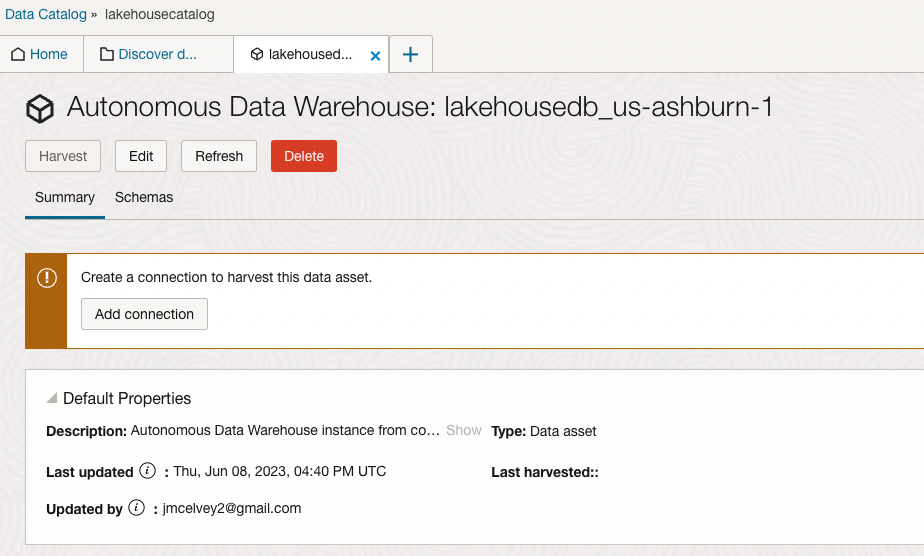 Data Catalog » lakehousecatalog
Home Discover d... lakehoused...
Autonomous Data Warehouse: lakehousedb_us-ashburn-1
Harvest Edit Refresh Delete
Summary Schemas
Create a connection to harvest this data asset.
Add connection
Default Properties
Description: Autonomous Data Warehouse instance from co... Show Type: Data asset
Last updated i : Thu, Jun 08, 2023, 04:40 PM UTC Last harvested::
Updated by i : jmcelvey2@gmail.com